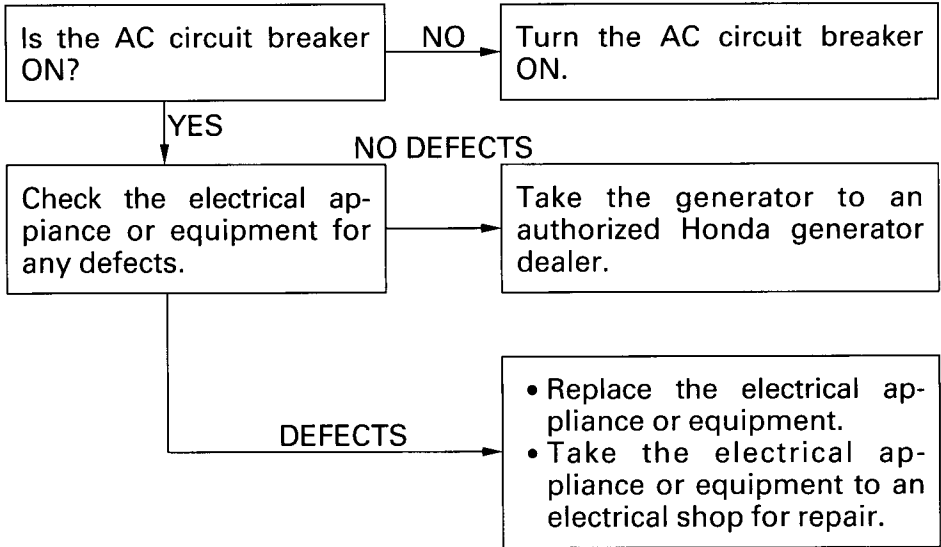 Is the AC circuit breaker
ON?
NO
Turn the AC circuit breaker
ON.
YES
NO DEFECTS
Check the electrical ap-
piance or equipment for
any defects.
Take the generator to an
authorized Honda generator
dealer.
DEFECTS
• Replace the electrical ap-
pliance or equipment.
• Take the electrical ap-
pliance or equipment to an
electrical shop for repair.